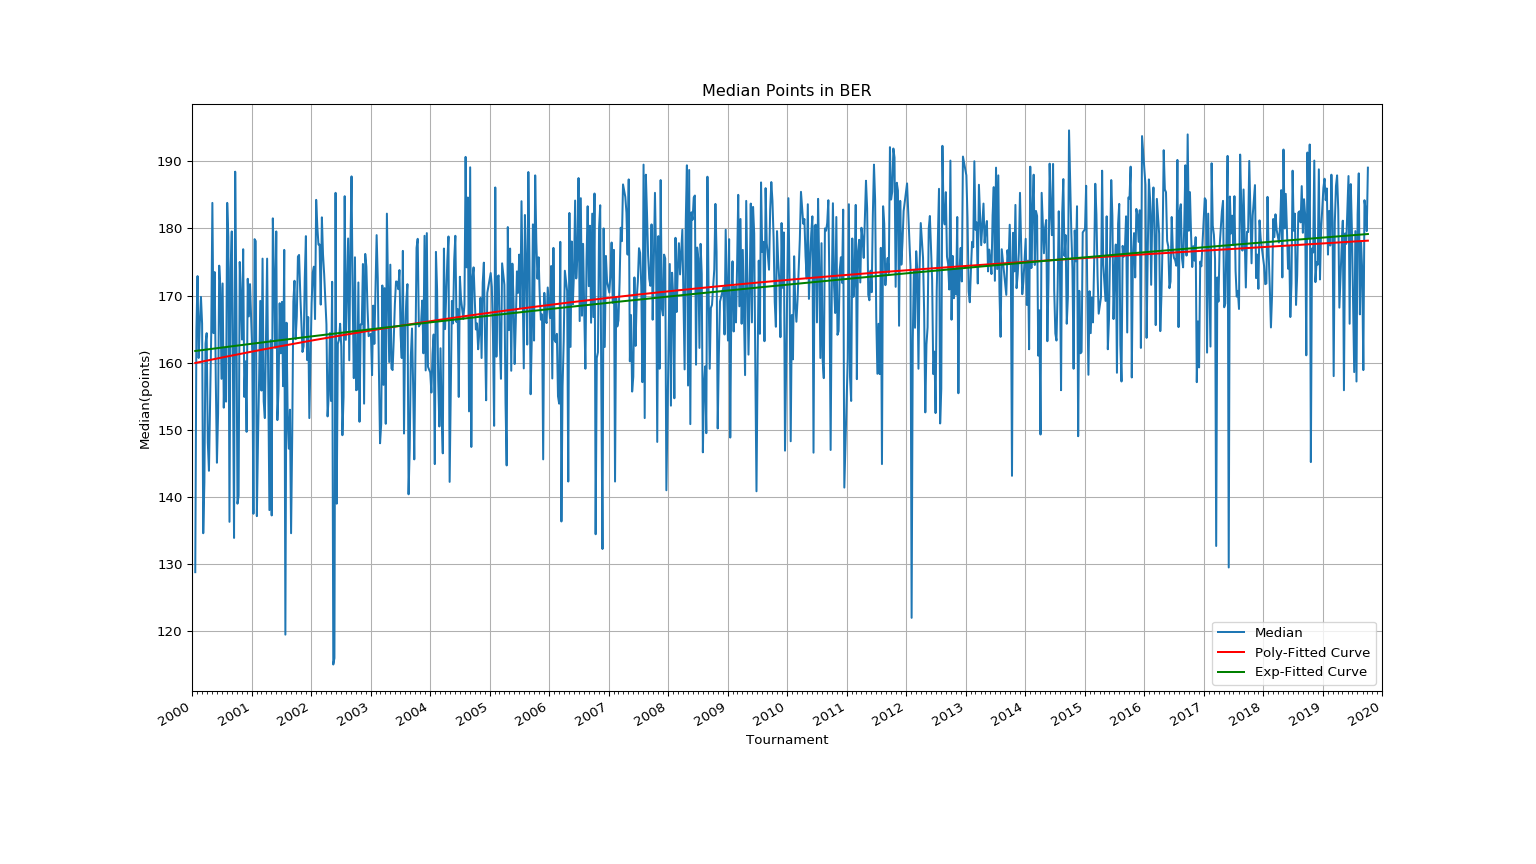 Median Points in BER
190
180
170
160
150
140
130
120
Median(points)
2000 2001 2002 2003 2004 2005 2006 2007 2008 2009 2010 2011 2012 2013 2014 2015 2016 2017 2018 2019 2020
Tournament
Median
Poly-Fitted Curve
Exp-Fitted Curve